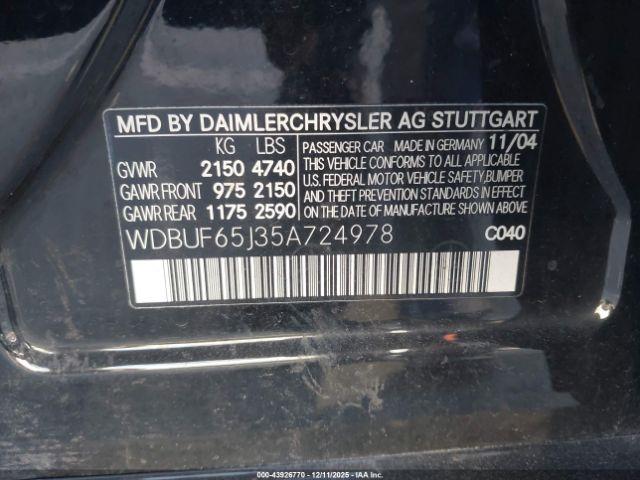 MFD BY DAIMLERCHRYSLER AG STUTTGART
KG LBS
GVWR 2150 4740
GAWR FRONT 975 2150
GAWR REAR 1175 2590
PASSENGER CAR MADE IN GERMANY 11/04
THIS VEHICLE CONFORMS TO ALL APPLICABLE
U.S. FEDERAL MOTOR VEHICLE SAFETY,BUMPER
AND THEFT PREVENTION STANDARDS IN EFFECT
ON THE DATE OF MANUFACTURE SHOWN ABOVE.
WDBUF65J35A724978
C040
000-43926770 - 12/11/2025 - IAAI.CA